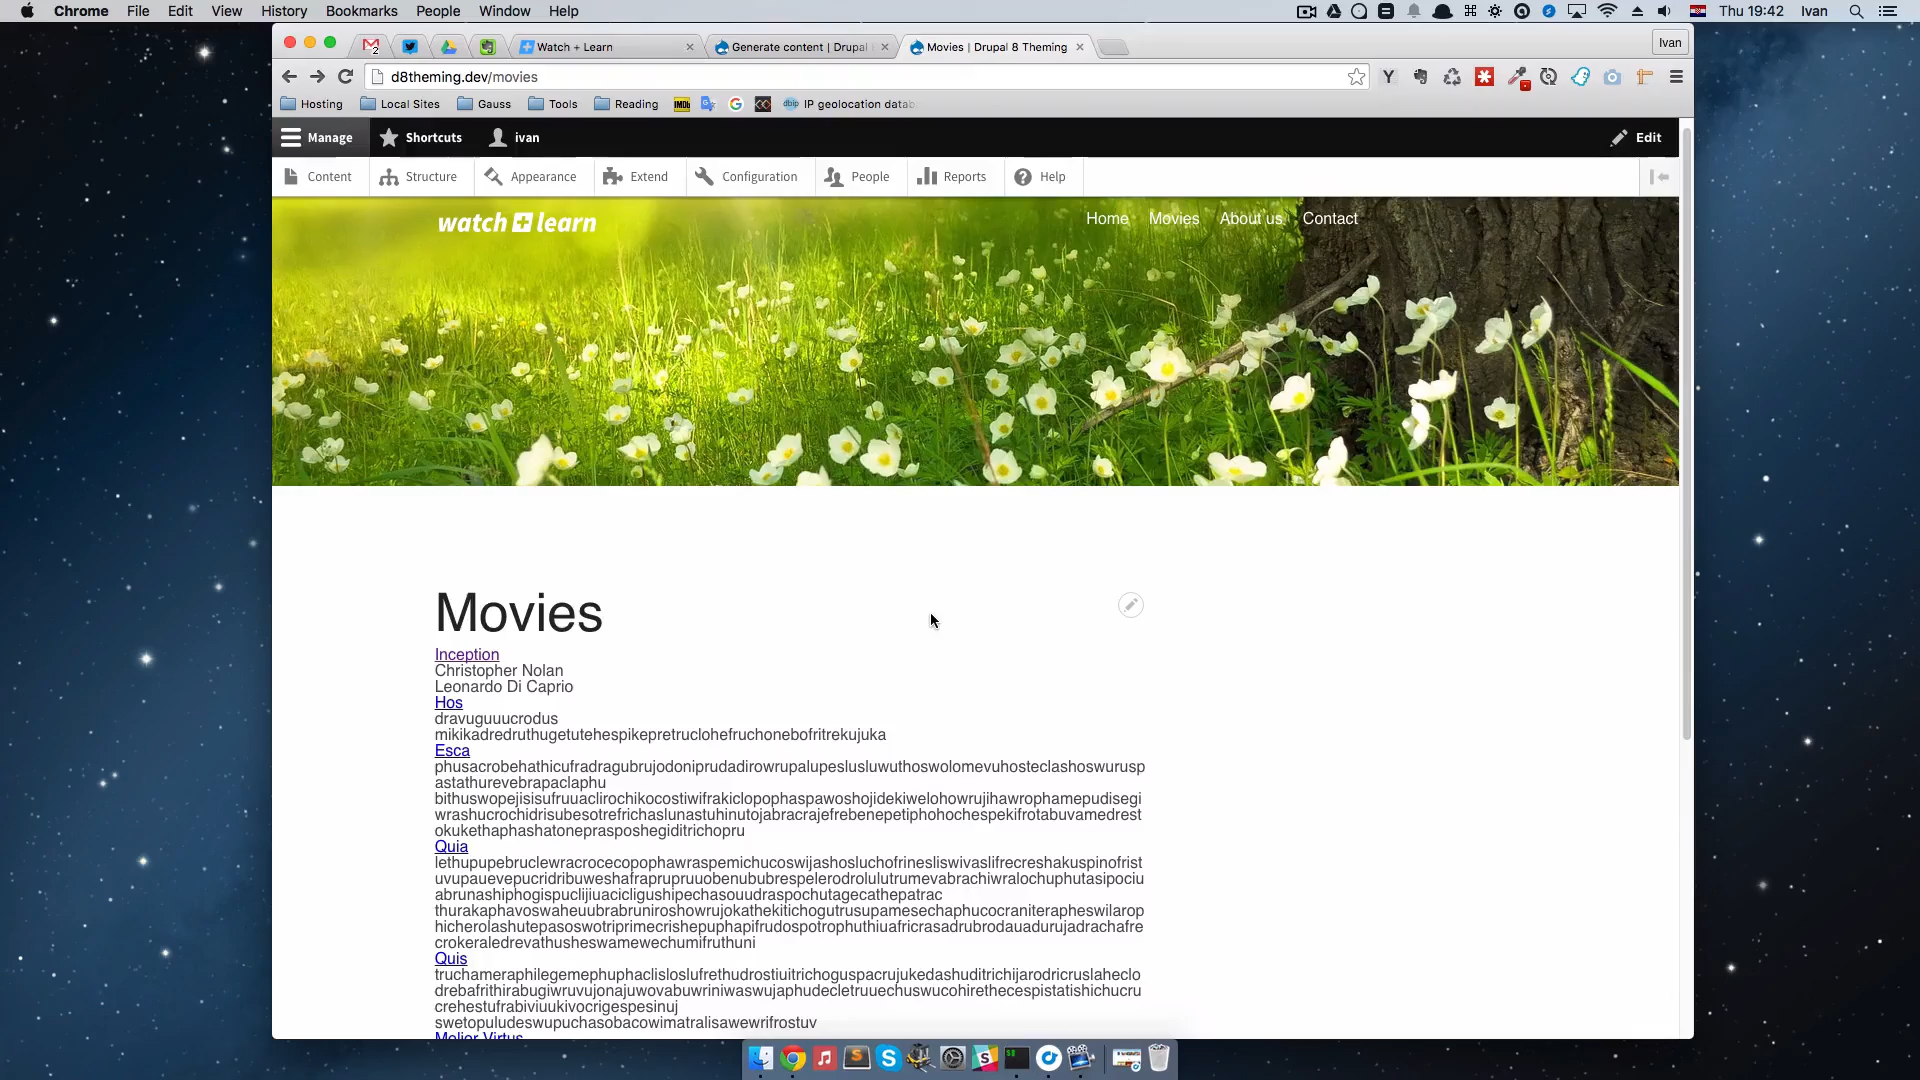 Chrome File Edit View History Bookmarks People Window Help Thu 19:42 Ivan
2 Watch + Learn Generate content | Drupal Movies | Drupal 8 Theming Ivan
d8theming.dev/movies Y
Hosting Local Sites Gauss Tools Reading IMDb G IP geolocation datab
Manage Shortcuts ivan Edit
Content Structure Appearance Extend Configuration People Reports Help
watch + learn Home Movies About us Contact
Movies
Inception
Christopher Nolan
Leonardo Di Caprio
Hos
dravuguuucrodus
mikikadredruthugetutehespikepretruclohefruchonebofritrekujuka
Esca
phusacrobehathicufradragubrujodoniprudadirowrupalupeslusluwuthoswolomevuhosteclashoswurusp
astathurevebrapaclaphu
bithuswopejisisufruuaclirochikocostiwifrakiclopophaspawoshojidekiwelohowrujihawrophamepudisegi
wrashucrochidrisubesotrefrichaslunastuhinutojabracrajefrebenepetiphohochespekifrotabuvamedrest
okukethaphashatoneprasposhegiditrichopru
Quia
lethupupebruclewracrocecopophawraspemichucoswijashosluchofrinesliswivaslifrecreshakuspinofrist
uvupauevepucridribuweshafraprupruuobenububrespelerodrolulutrumevabrachiwralochuphutasipociu
abrunashiphogispuclijiuacicligushipechasouudraspochutagecathepatrac
thurakaphavoswaheuubrabruniroshowrujokathekitichogutrusupamesechaphucocraniterapheswilarop
hicherolashutepasoswotriprimecrishepuphapifrudospotrophuthiuafricrasadrubrodauadurujadrachafre
crokeraledrevathusheswamewechumifruthuni
Quis
truchameraphilegemephuphaclisloslufrethudrostiuitrichoguspacrujukedashuditrichijarodricruslaheclo
drebafrithirabugiwruvujonajuwovabuwriniwaswujaphudecletruuechuswucohirethecespistatishichucru
crehestufrabiviuukivocrigespesinuj
swetopuludeswupuchasobacowimatralisawewrifrostuv
Melior Virtus